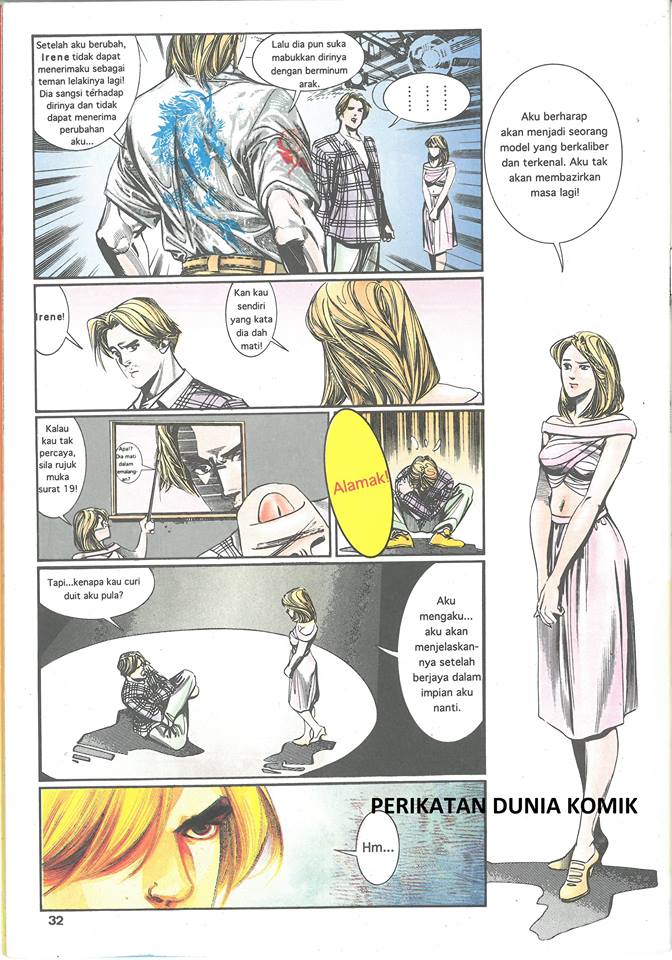 Setelah aku berubah,
Irene tidak dapat
menerimaku sebagai
teman lelakinya lagi!
Dia sangsi terhadap
dirinya dan tidak
dapat menerima
perubahan
aku...
Lalu dia pun suka
mabukkan dirinya
dengan berminum
arak.
Aku berharap
akan menjadi seorang
model yang berkaliber
dan terkenal. Aku tak
akan membazirkan
masa lagi!
Irene!
Kan kau
sendiri
yang kata
dia dah
mati!
Kalau
kau tak
percaya,
sila rujuk
muka
surat 19!
Apa!?
Dia mati
dalam
emalang-
an?
Alamak!
Tapi...kenapa kau curi
duit aku pula?
Aku
mengaku...
aku akan
menjelaskan-
nya setelah
berjaya dalam
impian aku
nanti.
PERIKATAN DUNIA KOMIK
Hm...
32